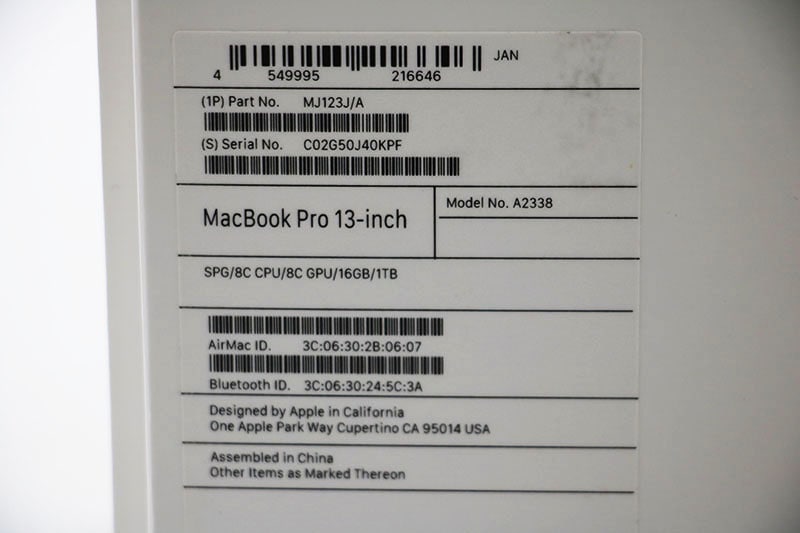 JAN
4 549995 216646
(1P) Part No. MJ123J/A
(S) Serial No. C02G50J40KPF
MacBook Pro 13-inch
Model No. A2338
SPG/8C CPU/8C GPU/16GB/1TB
AirMac ID. 3C:06:30:2B:06:07
Bluetooth ID. 3C:06:30:24:5C:3A
Designed by Apple in California
One Apple Park Way Cupertino CA 95014 USA
Assembled in China
Other Items as Marked Thereon